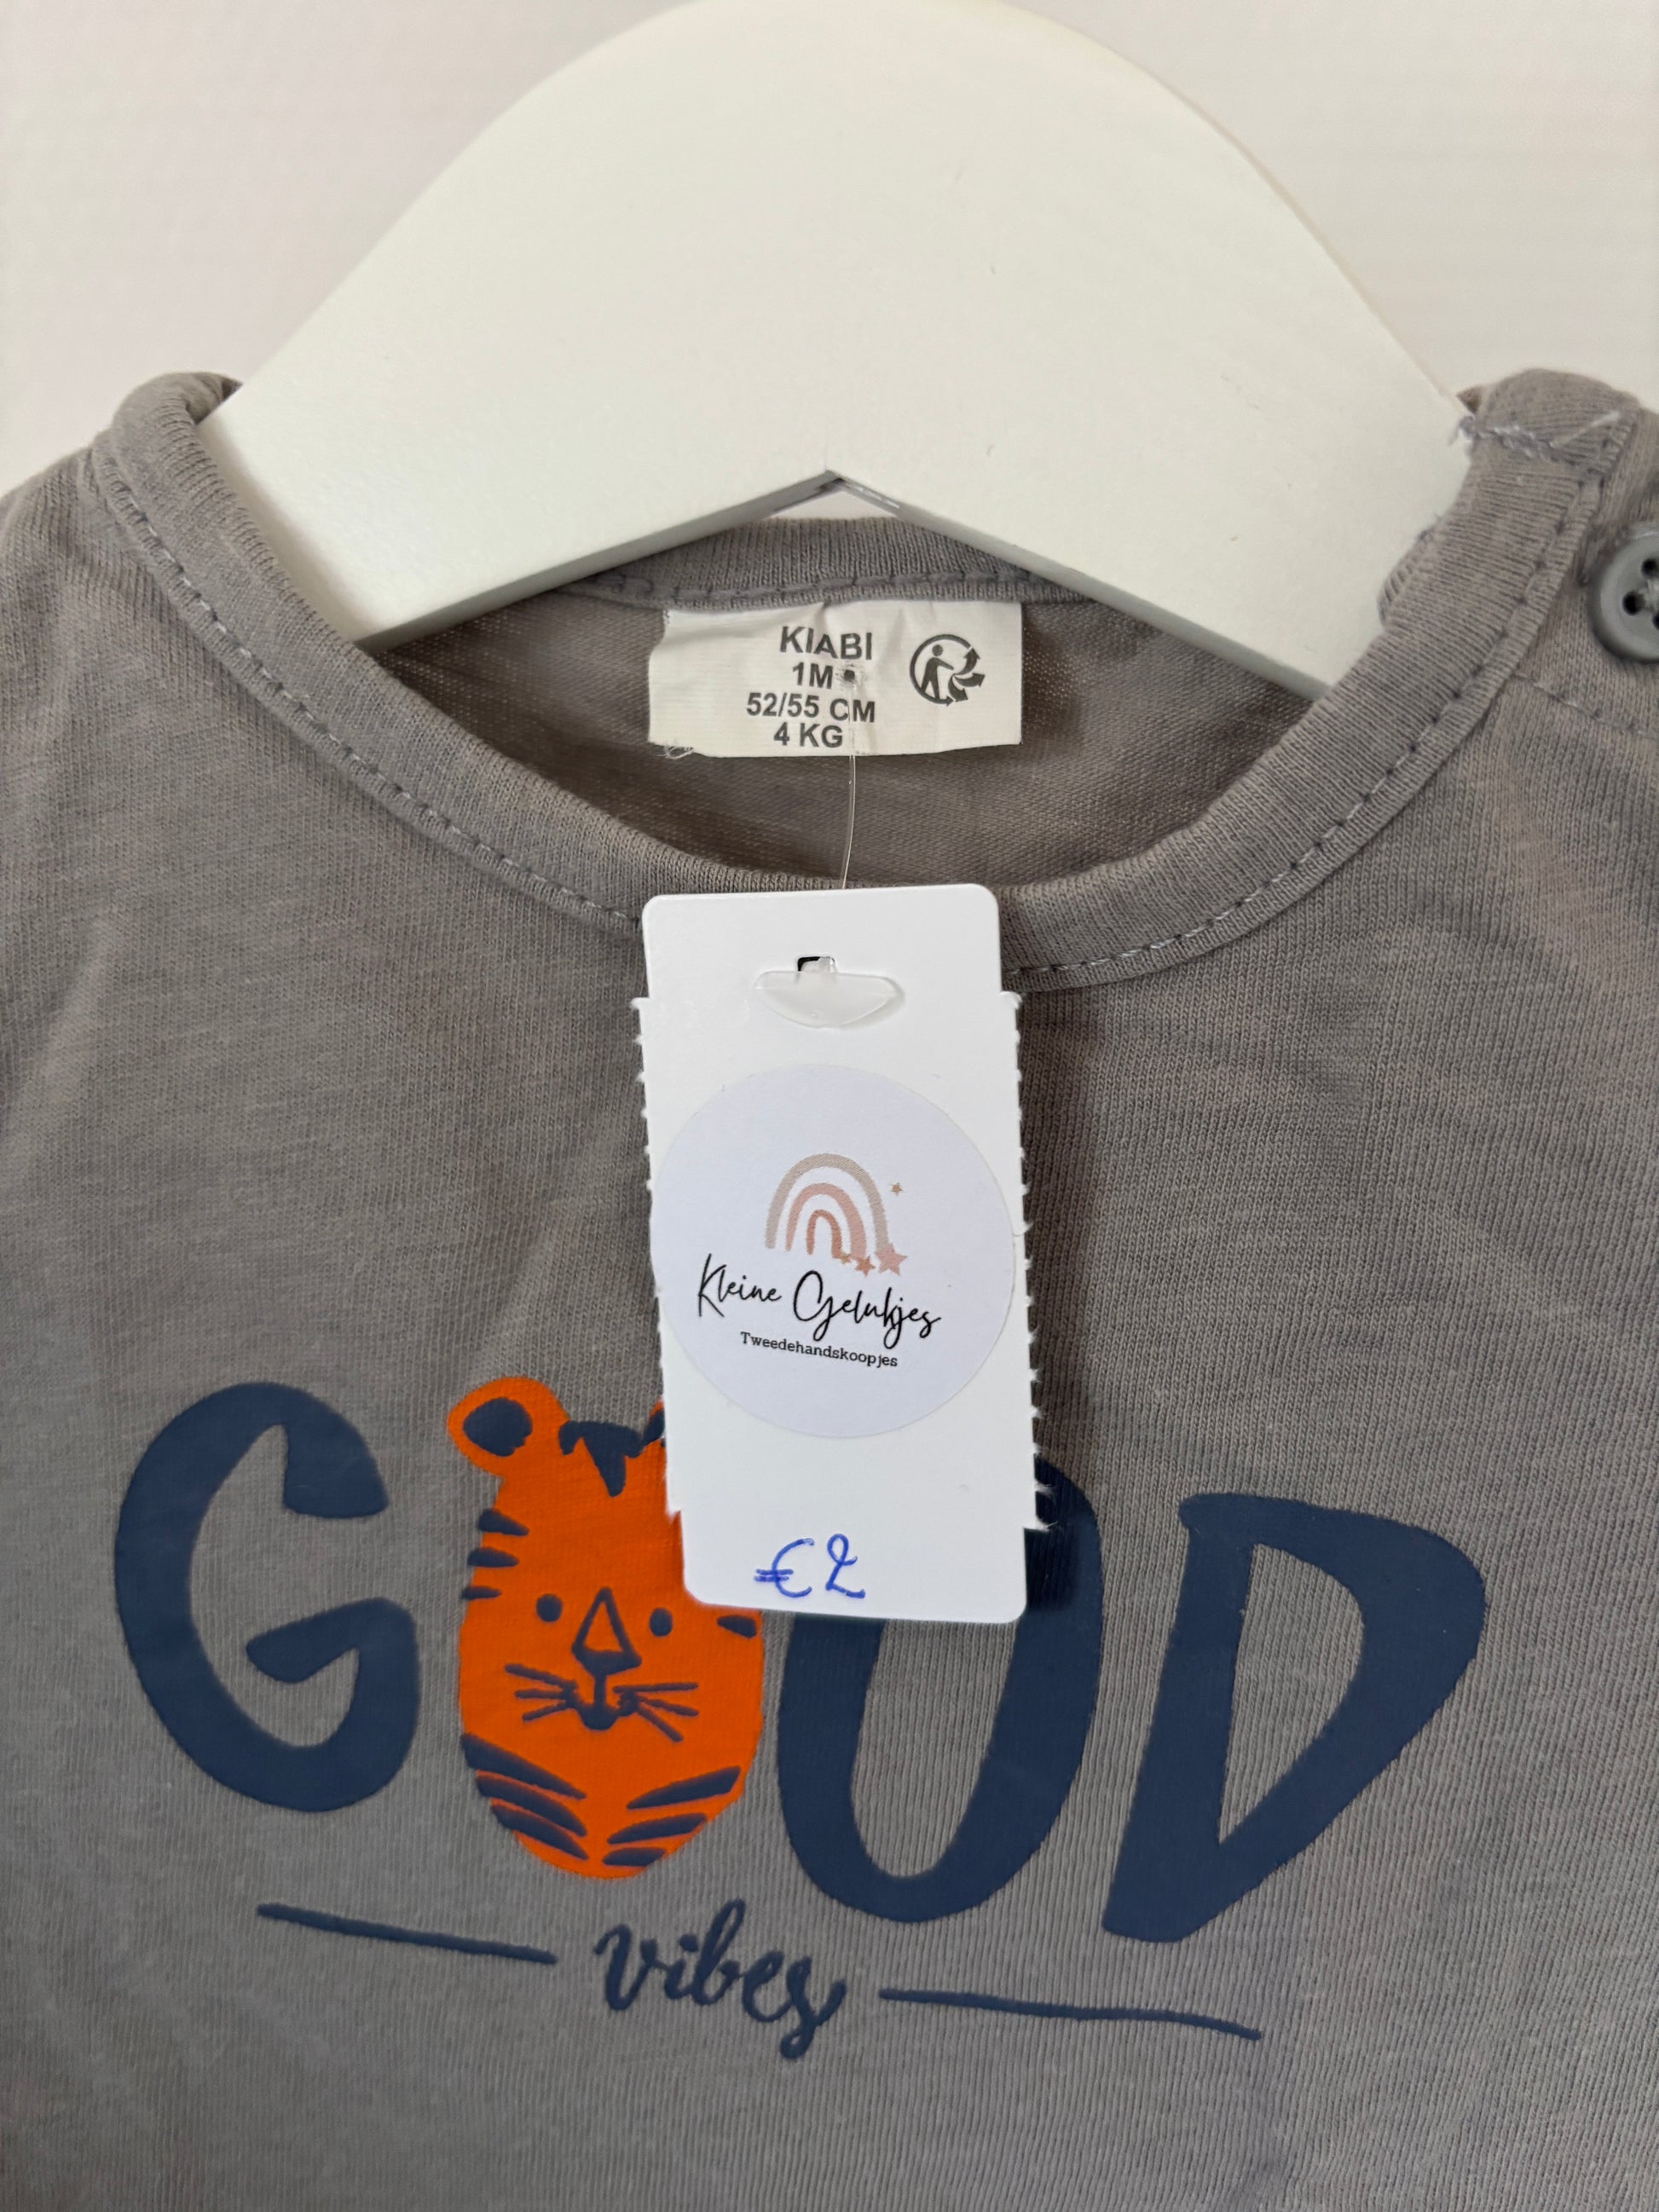 KIABI
1M
52/55 CM
4 KG
Kleine Gelukjes
Tweedehandskoopjes
€2
GOOD
vibes